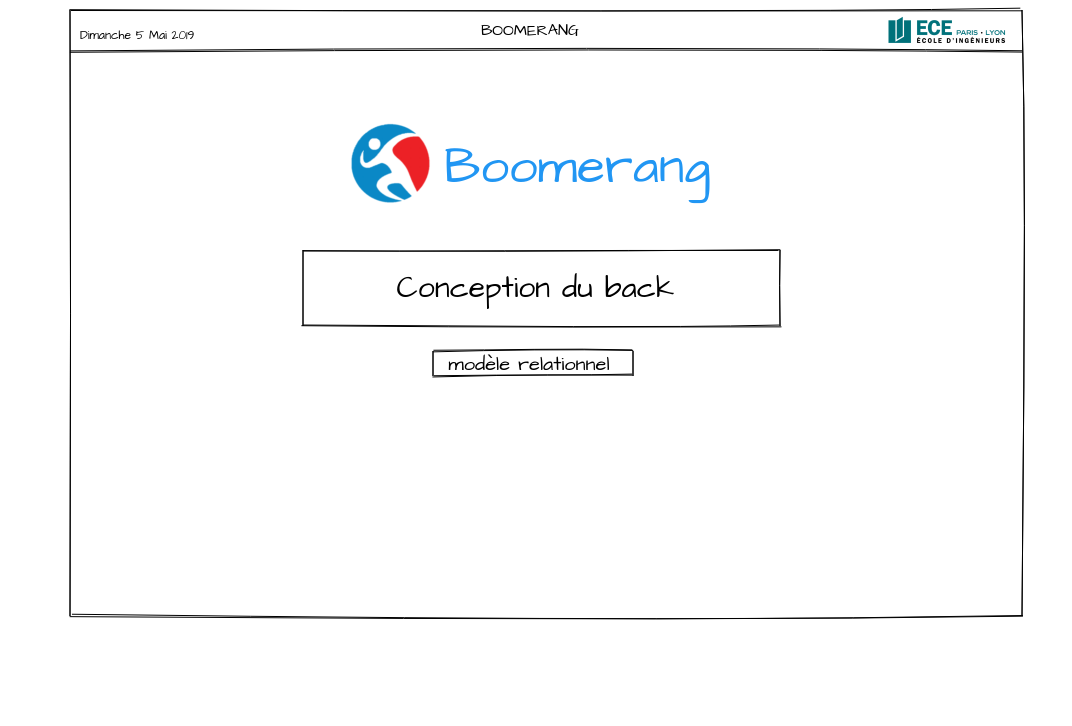 Dimanche 5 Mai 2019
BOOMERANG
ECE PARIS • LYON
ÉCOLE D'INGÉNIEURS
Boomerang
Conception du back
modèle relationnel